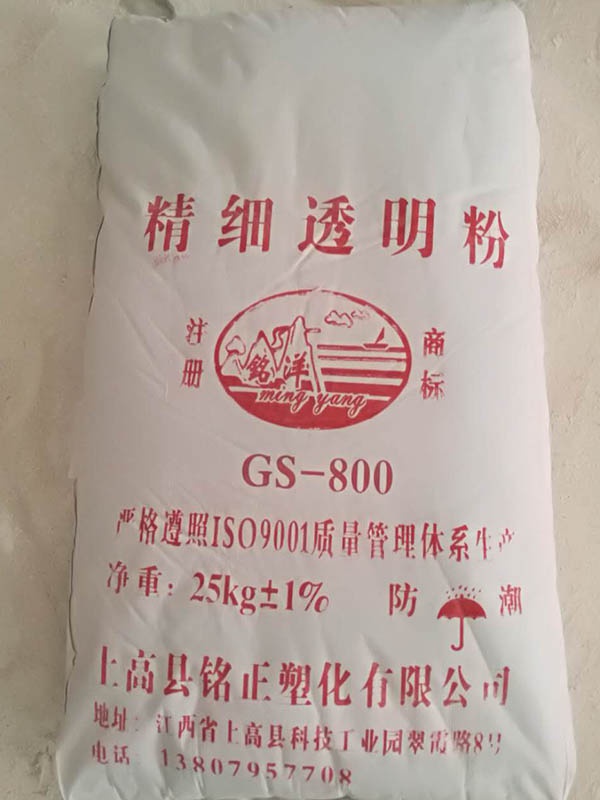 精细透明粉
注册
商标
铭洋
ming yang
GS-800
严格遵照ISO9001质量管理体系生产
净重：25kg±1%
防潮
上高县铭正塑化有限公司
地址：江西省上高县科技工业园翠霞路8号
电话：13807957708